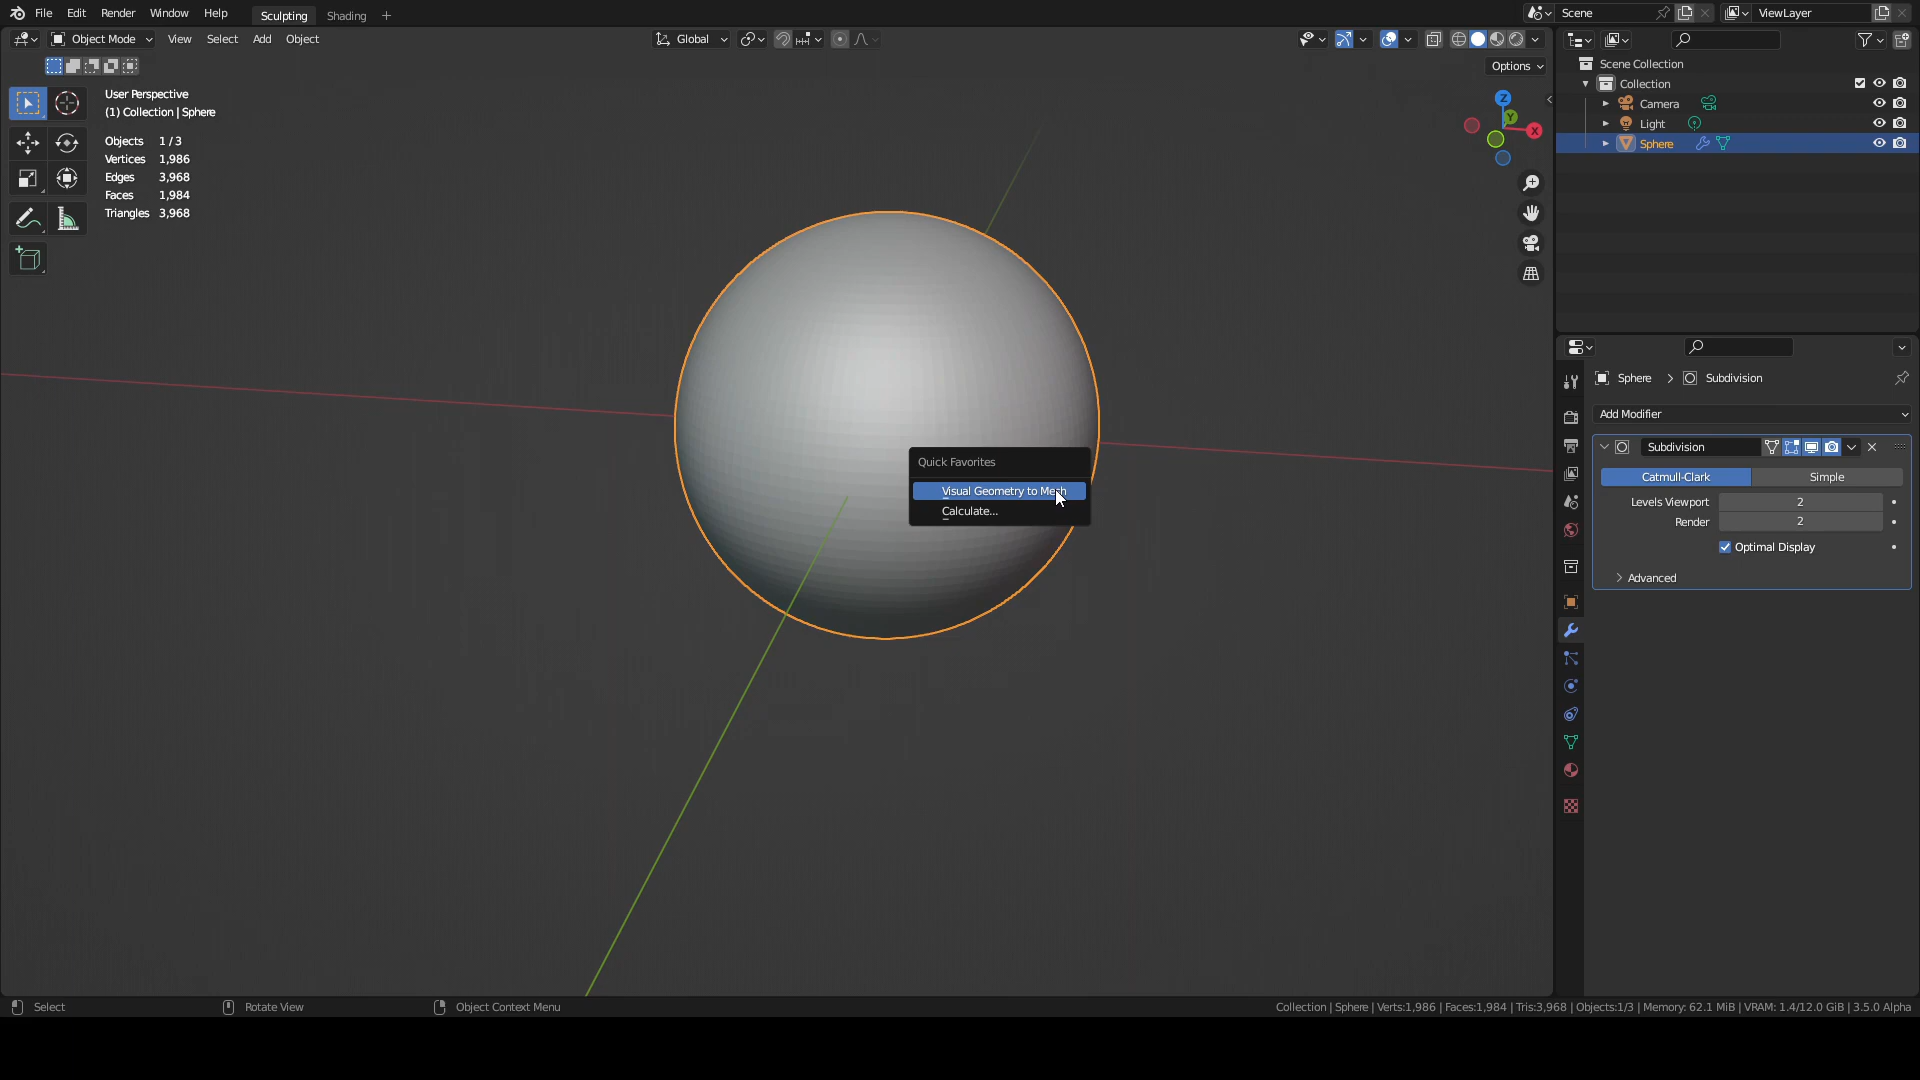 File Edit Render Window Help Sculpting Shading + Scene ViewLayer
Object Mode View Select Add Object Global
Options
User Perspective
(1) Collection | Sphere
Objects 1 / 3
Vertices 1,986
Edges 3,968
Faces 1,984
Triangles 3,968
Z
Y
X
Quick Favorites
Visual Geometry to Mesh
Calculate...
Scene Collection
Collection
Camera
Light
Sphere
Sphere > Subdivision
Add Modifier
Subdivision
Catmull-Clark Simple
Levels Viewport 2
Render 2
Optimal Display
Advanced
Select Rotate View Object Context Menu Collection | Sphere | Verts:1,986 | Faces:1,984 | Tris:3,968 | Objects:1/3 | Memory: 62.1 MiB | VRAM: 1.4/12.0 GiB | 3.5.0 Alpha